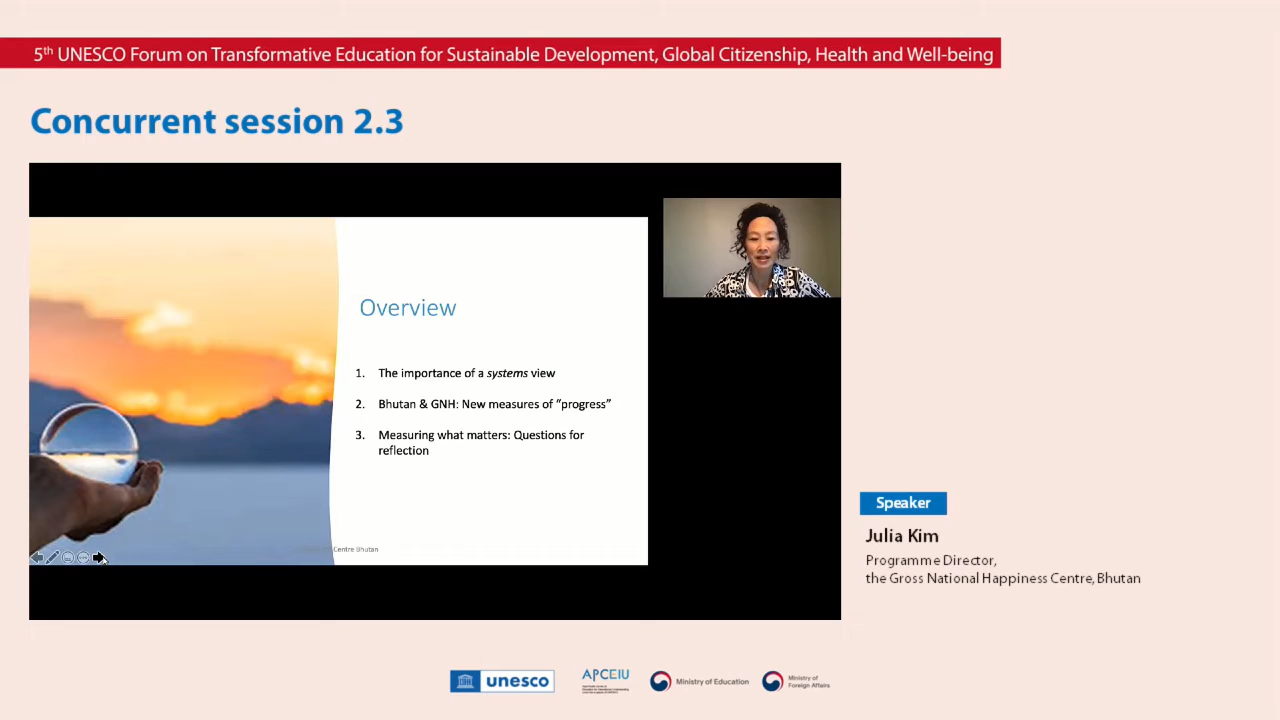 5th UNESCO Forum on Transformative Education for Sustainable Development, Global Citizenship, Health and Well-being
Concurrent session 2.3
Overview
1. The importance of a systems view
2. Bhutan & GNH: New measures of “progress”
3. Measuring what matters: Questions for
reflection
Centre Bhutan
Speaker
Julia Kim
Programme Director,
the Gross National Happiness Centre, Bhutan
unesco
APCEIU
Ministry of Education
Ministry of
Foreign Affairs